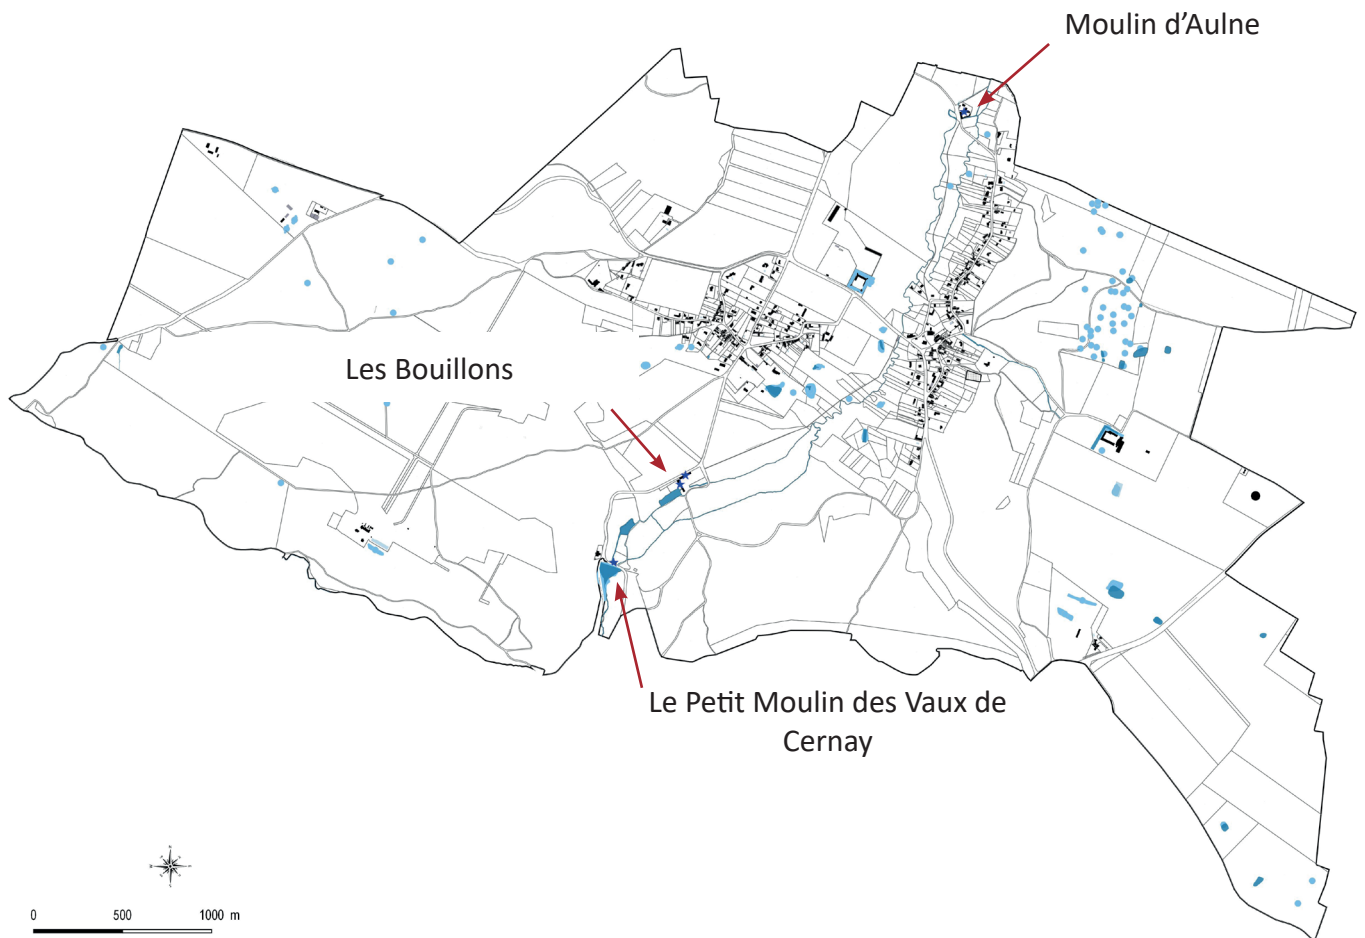 Moulin d’Aulne
Les Bouillons
Le Petit Moulin des Vaux de
Cernay
0 500 1000 m